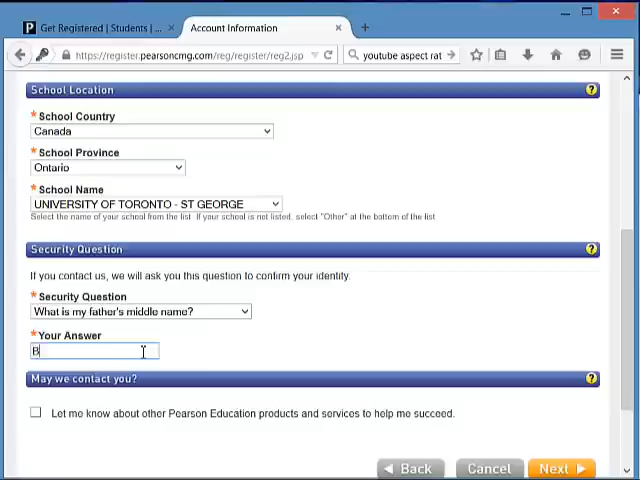 Get Registered | Students | ...
Account Information
https://register.pearsoncmg.com/reg/register/reg2.jsp
youtube aspect rat
School Location
?
*School Country
Canada
*School Province
Ontario
*School Name
UNIVERSITY OF TORONTO - ST GEORGE
Select the name of your school from the list. If your school is not listed, select "Other" at the bottom of the list
Security Question
?
If you contact us, we will ask you this question to confirm your identity.
*Security Question
What is my father's middle name?
*Your Answer
B
May we contact you?
?
Let me know about other Pearson Education products and services to help me succeed.
Back Cancel Next